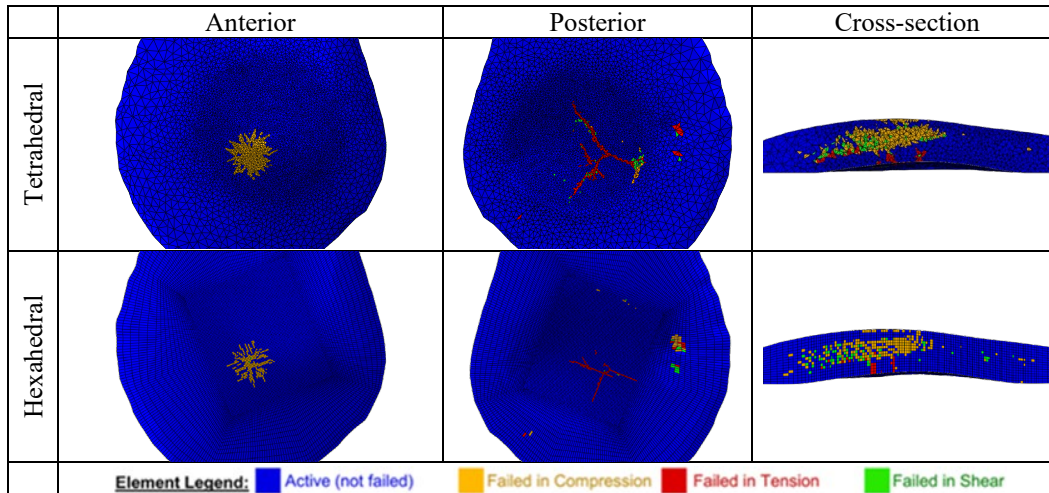 Anterior Posterior Cross-section
Tetrahedral
Hexahedral
Element Legend: Active (not failed) Failed in Compression Failed in Tension Failed in Shear